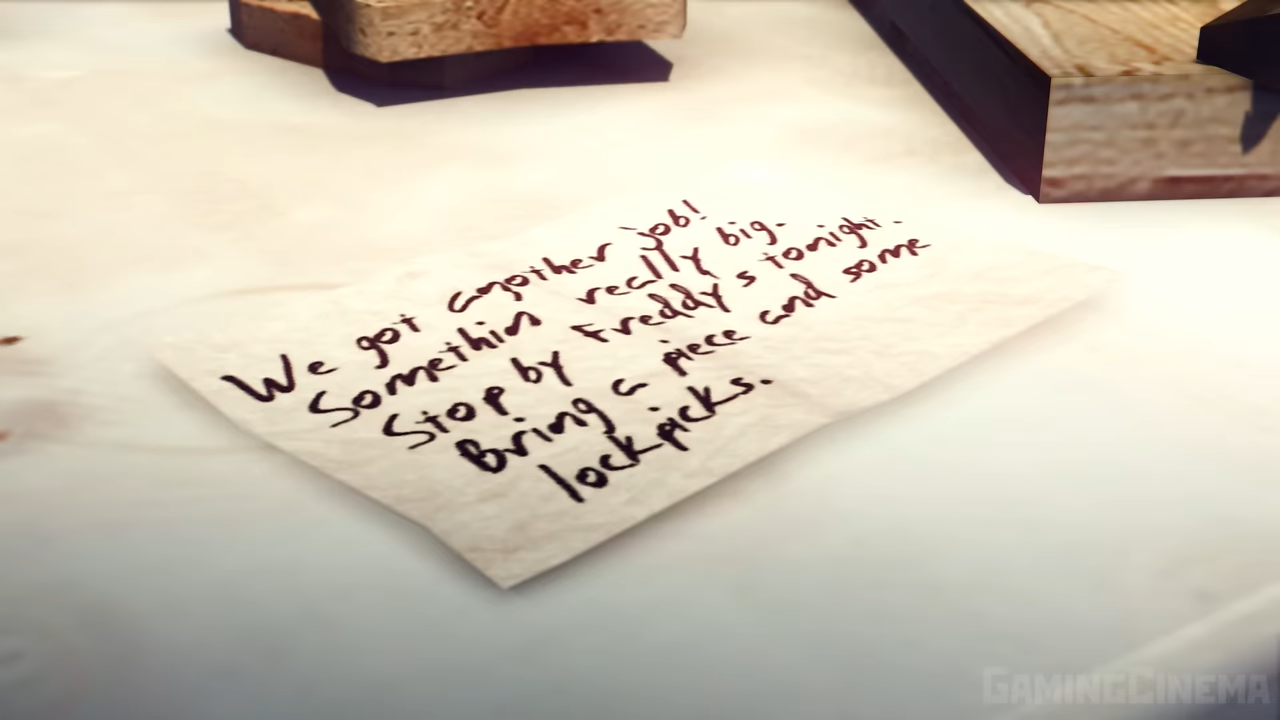 We got another job!
Somethin really big.
Stop by Freddy s tonight.
Bring a piece and some
lockpicks.
GamingCinema